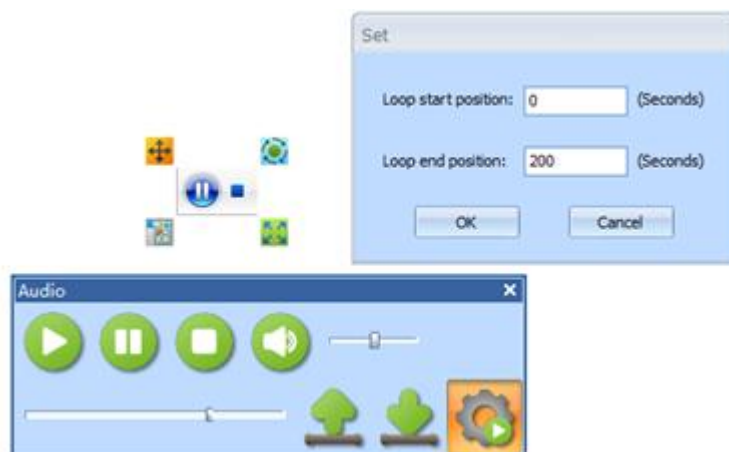 Set
Loop start position: 0 (Seconds)
Loop end position: 200 (Seconds)
OK Cancel
Audio